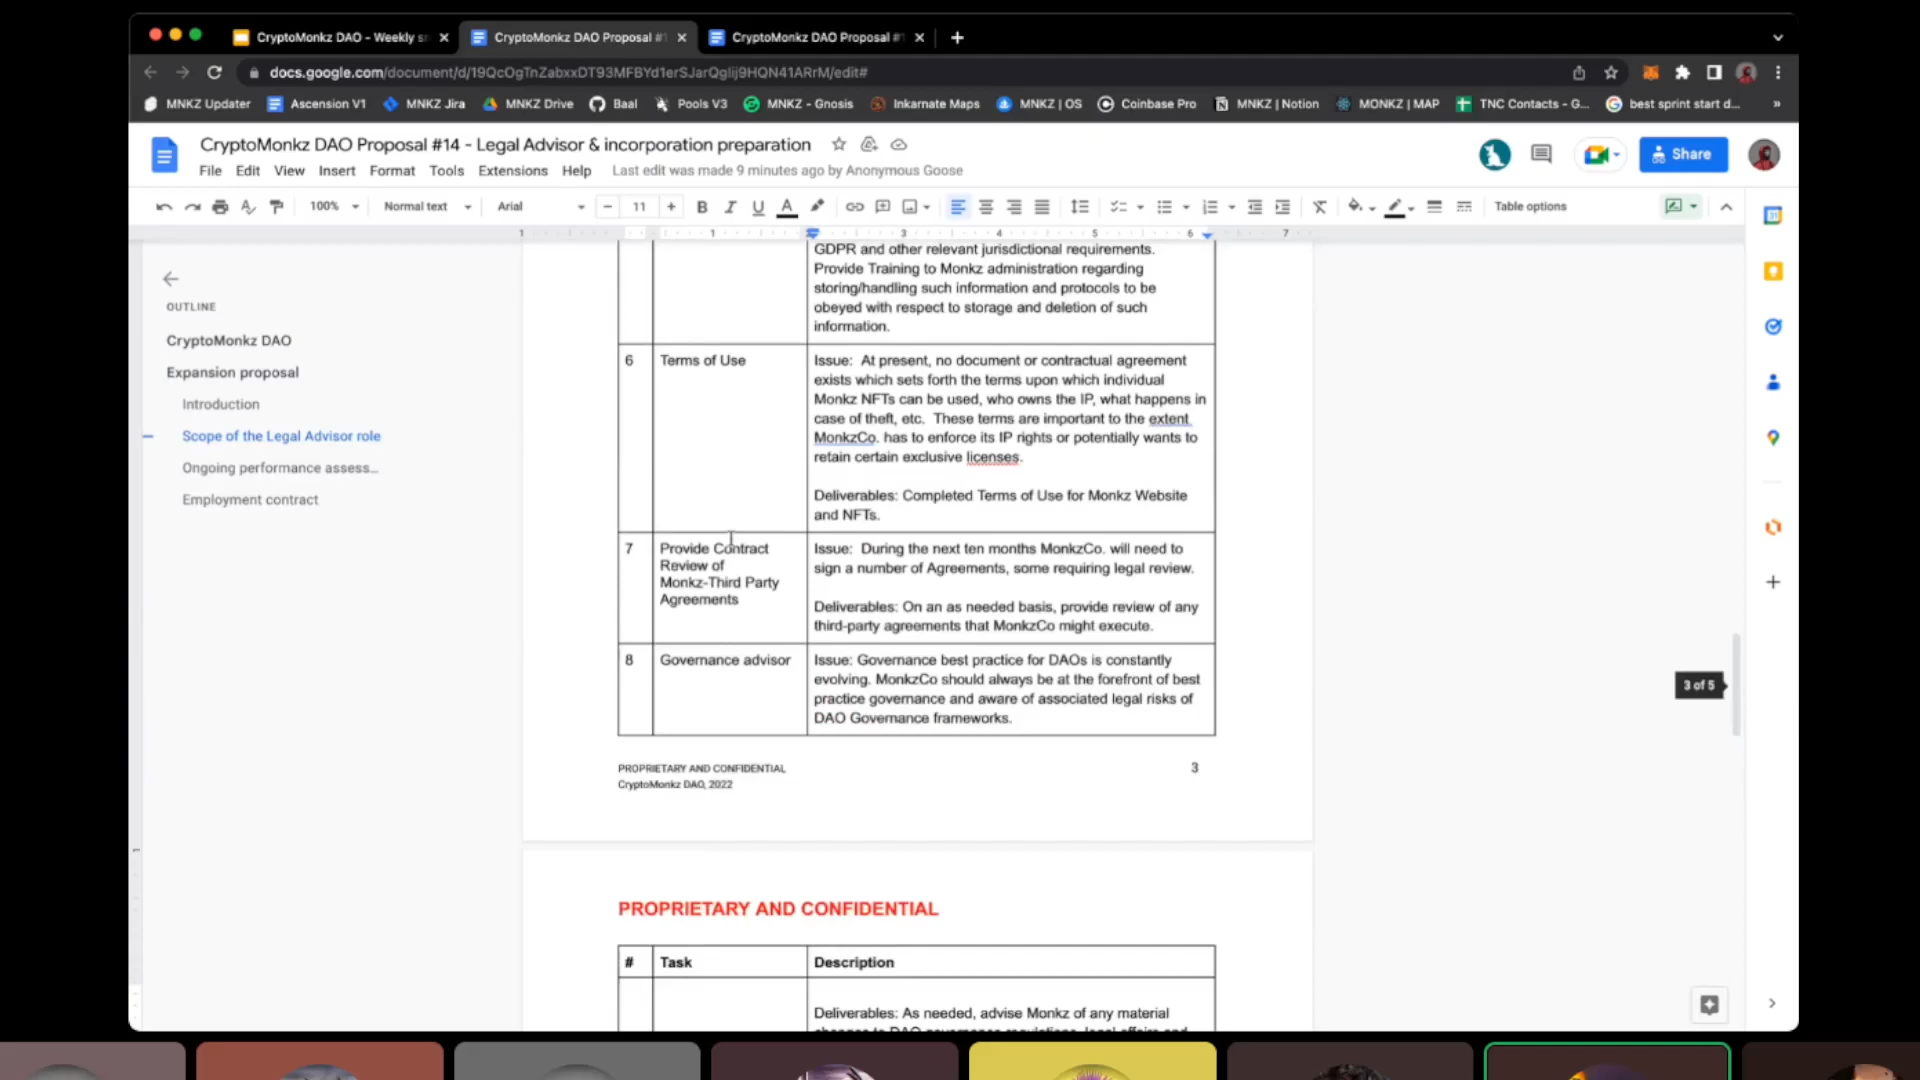 CryptoMonkz DAO - Weekly s
CryptoMonkz DAO Proposal #1
CryptoMonkz DAO Proposal #1
docs.google.com/document/d/19QcOgTnZabxxDT93MFBYd1erSJarQglij9HQN41ARrM/edit#
MNKZ Updater
Ascension V1
MNKZ Jira
MNKZ Drive
Baal
Pools V3
MNKZ - Gnosis
Inkarnate Maps
MNKZ | OS
Coinbase Pro
MNKZ | Notion
MONKZ | MAP
TNC Contacts - G...
best sprint start d...
CryptoMonkz DAO Proposal #14 - Legal Advisor & incorporation preparation
File Edit View Insert Format Tools Extensions Help Last edit was made 9 minutes ago by Anonymous Goose
Share
100% Normal text Arial 11 Table options
1 1 3 4 5 6 7
OUTLINE
CryptoMonkz DAO
Expansion proposal
Introduction
Scope of the Legal Advisor role
Ongoing performance assess...
Employment contract
GDPR and other relevant jurisdictional requirements.
Provide Training to Monkz administration regarding
storing/handling such information and protocols to be
obeyed with respect to storage and deletion of such
information.
6 Terms of Use
Issue: At present, no document or contractual agreement
exists which sets forth the terms upon which individual
Monkz NFTs can be used, who owns the IP, what happens in
case of theft, etc. These terms are important to the extent
MonkzCo. has to enforce its IP rights or potentially wants to
retain certain exclusive licenses.
Deliverables: Completed Terms of Use for Monkz Website
and NFTs.
7 Provide Contract
Review of
Monkz-Third Party
Agreements
Issue: During the next ten months MonkzCo. will need to
sign a number of Agreements, some requiring legal review.
Deliverables: On an as needed basis, provide review of any
third-party agreements that MonkzCo might execute.
8 Governance advisor
Issue: Governance best practice for DAOs is constantly
evolving. MonkzCo should always be at the forefront of best
practice governance and aware of associated legal risks of
DAO Governance frameworks.
3 of 5
PROPRIETARY AND CONFIDENTIAL 3
CryptoMonkz DAO, 2022
PROPRIETARY AND CONFIDENTIAL
# Task Description
Deliverables: As needed, advise Monkz of any material